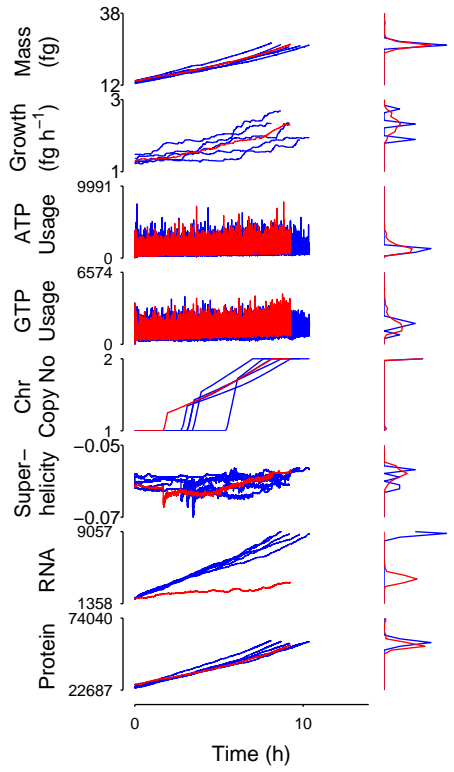 38
Mass
(fg)
12
3
Growth
(fg h⁻¹)
1
9991
ATP
Usage
0
6574
GTP
Usage
0
2
Chr
Copy No
1
−0.05
Super−
helicity
−0.07
9057
RNA
1358
74040
Protein
22687
0 10
Time (h)